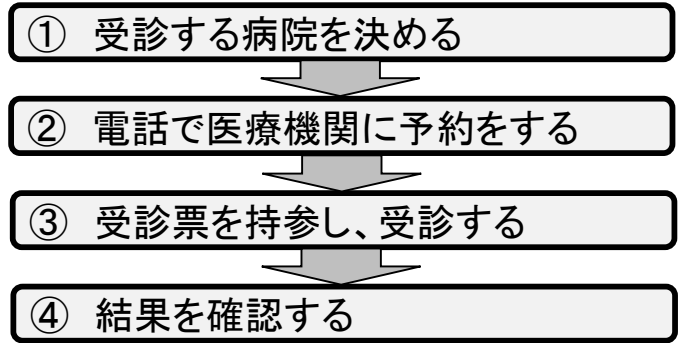 ① 受診する病院を決める
② 電話で医療機関に予約をする
③ 受診票を持参し、受診する
④ 結果を確認する